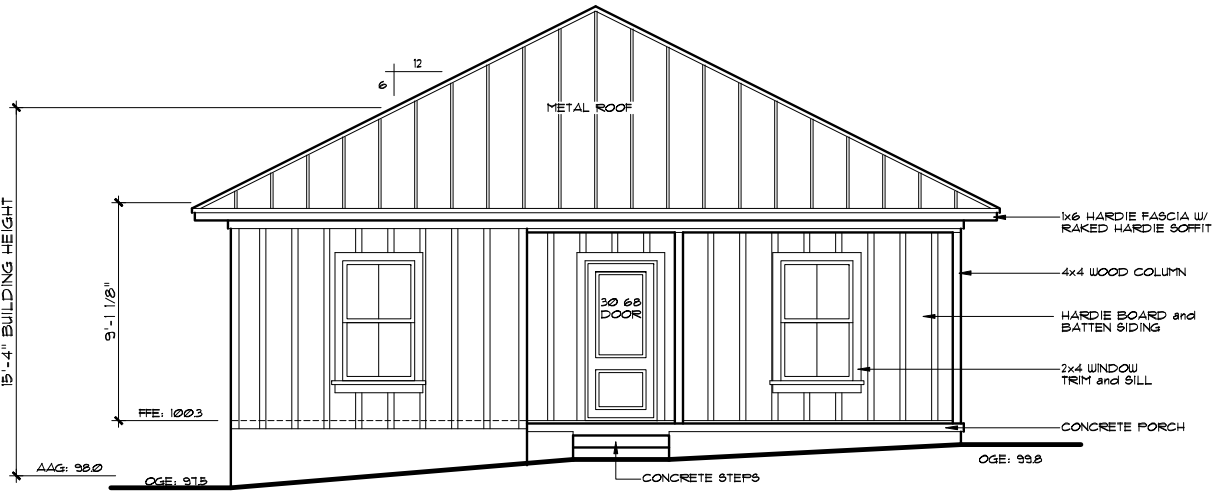 12
6
METAL ROOF
15'-4" BUILDING HEIGHT
9'-1 1/8"
1x6 HARDIE FASCIA W/
RAKED HARDIE SOFFIT
4x4 WOOD COLUMN
30 68
DOOR
HARDIE BOARD and
BATTEN SIDING
2x4 WINDOW
TRIM and SILL
FFE: 100.3
CONCRETE PORCH
AAG: 98.0
OGE: 99.8
OGE: 97.5
CONCRETE STEPS